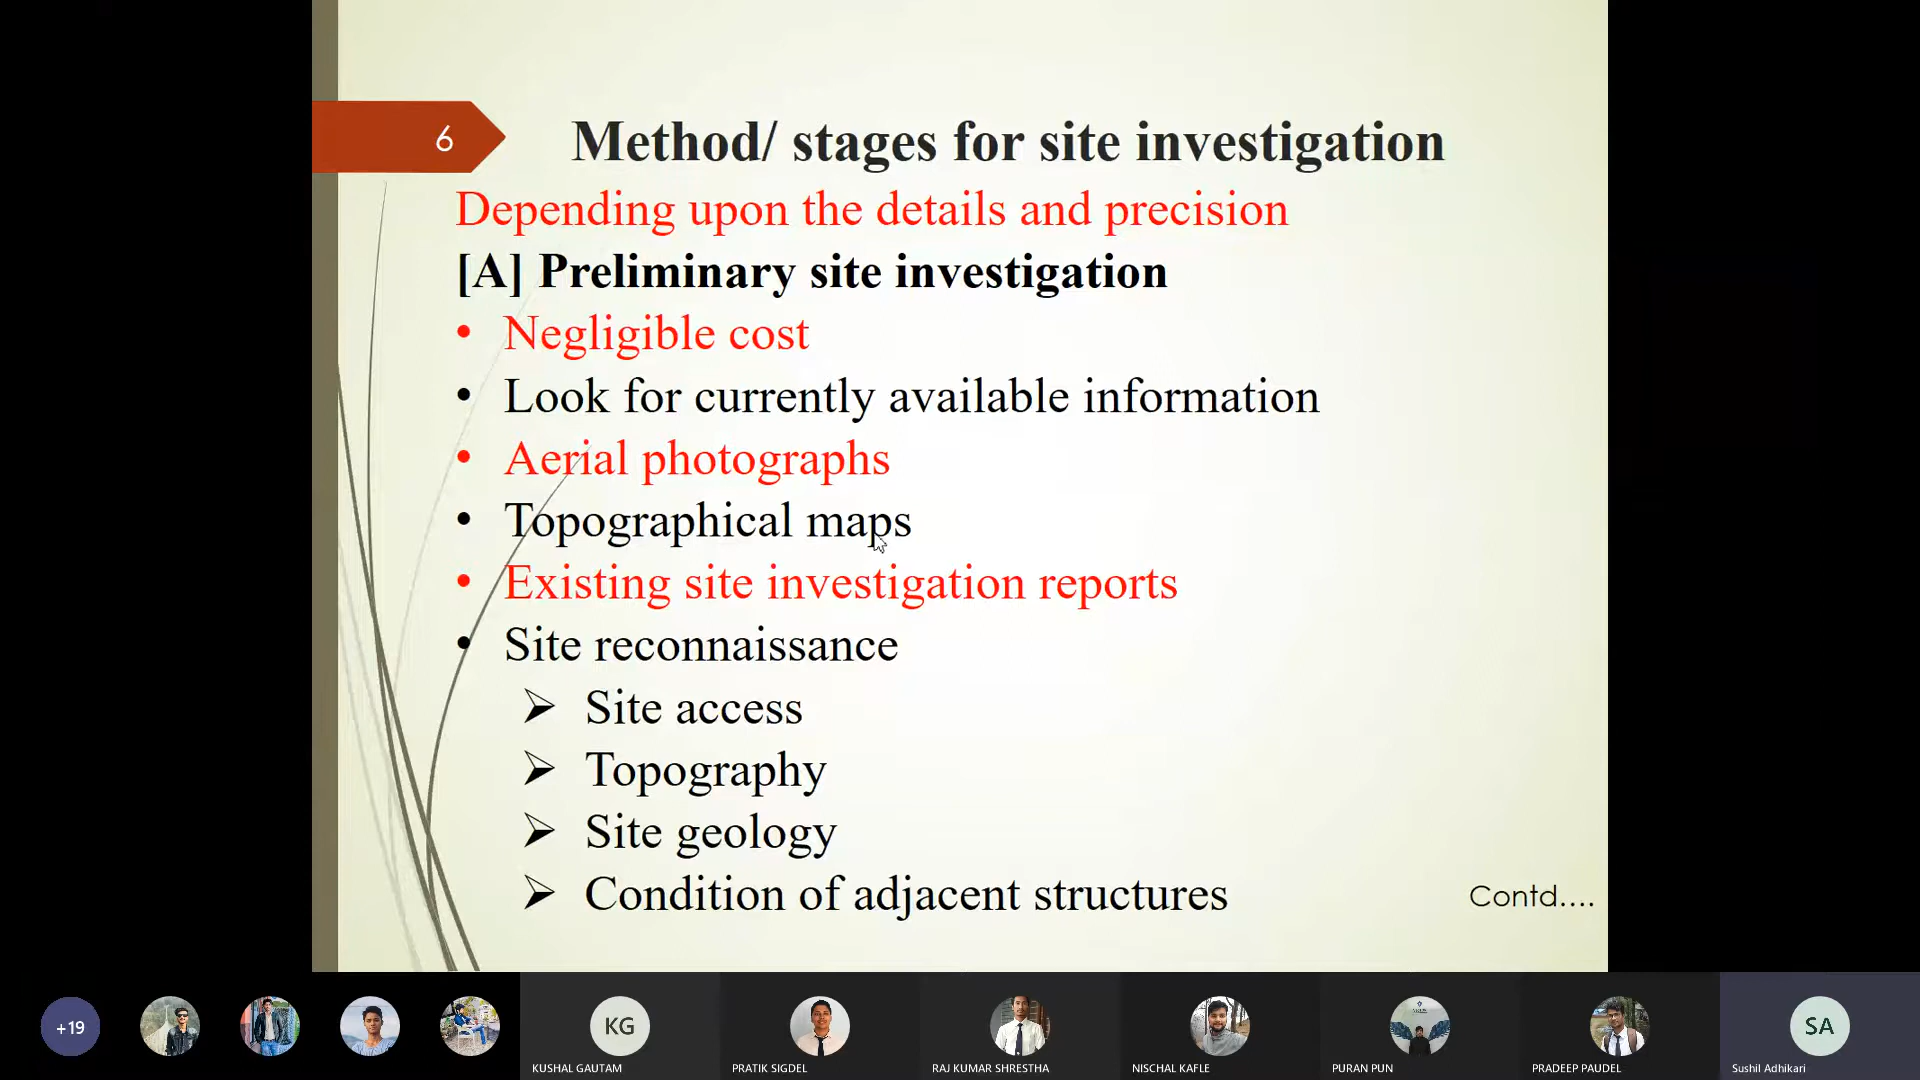 6
Method/ stages for site investigation
Depending upon the details and precision
[A] Preliminary site investigation
• Negligible cost
• Look for currently available information
• Aerial photographs
• Topographical maps
• Existing site investigation reports
• Site reconnaissance
➢ Site access
➢ Topography
➢ Site geology
➢ Condition of adjacent structures
Contd....
+19
KG
SA
KUSHAL GAUTAM
PRATIK SIGDEL
RAJ KUMAR SHRESTHA
NISCHAL KAFLE
PURAN PUN
PRADEEP PAUDEL
Sushil Adhikari